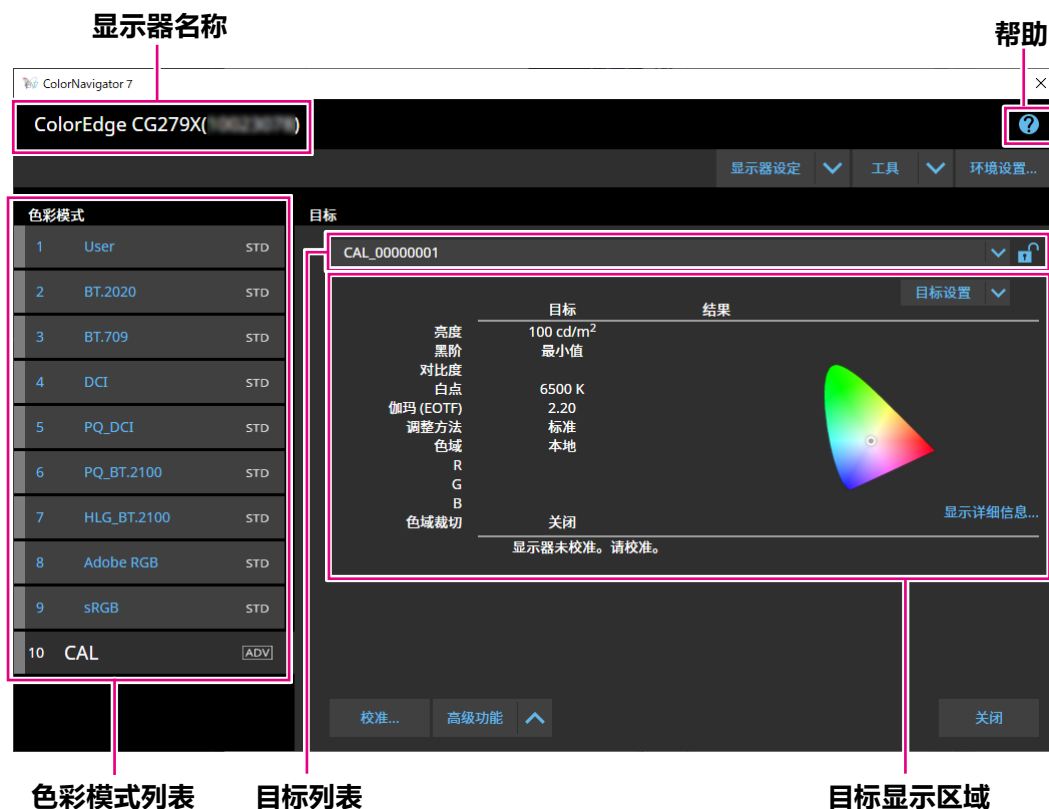 显示器名称
帮助
ColorNavigator 7
ColorEdge CG279X( )
显示器设定
工具
环境设置...
色彩模式
目标
1 User STD
2 BT.2020 STD
3 BT.709 STD
4 DCI STD
5 PQ_DCI STD
6 PQ_BT.2100 STD
7 HLG_BT.2100 STD
8 Adobe RGB STD
9 sRGB STD
10 CAL ADV
CAL_00000001
目标设置
目标 结果
亮度 100 cd/m²
黑阶 最小值
对比度
白点 6500 K
伽玛 (EOTF) 2.20
调整方法 标准
色域 本地
R
G
B
色域裁切 关闭
显示详细信息...
显示器未校准。请校准。
校准...
高级功能
关闭
色彩模式列表
目标列表
目标显示区域